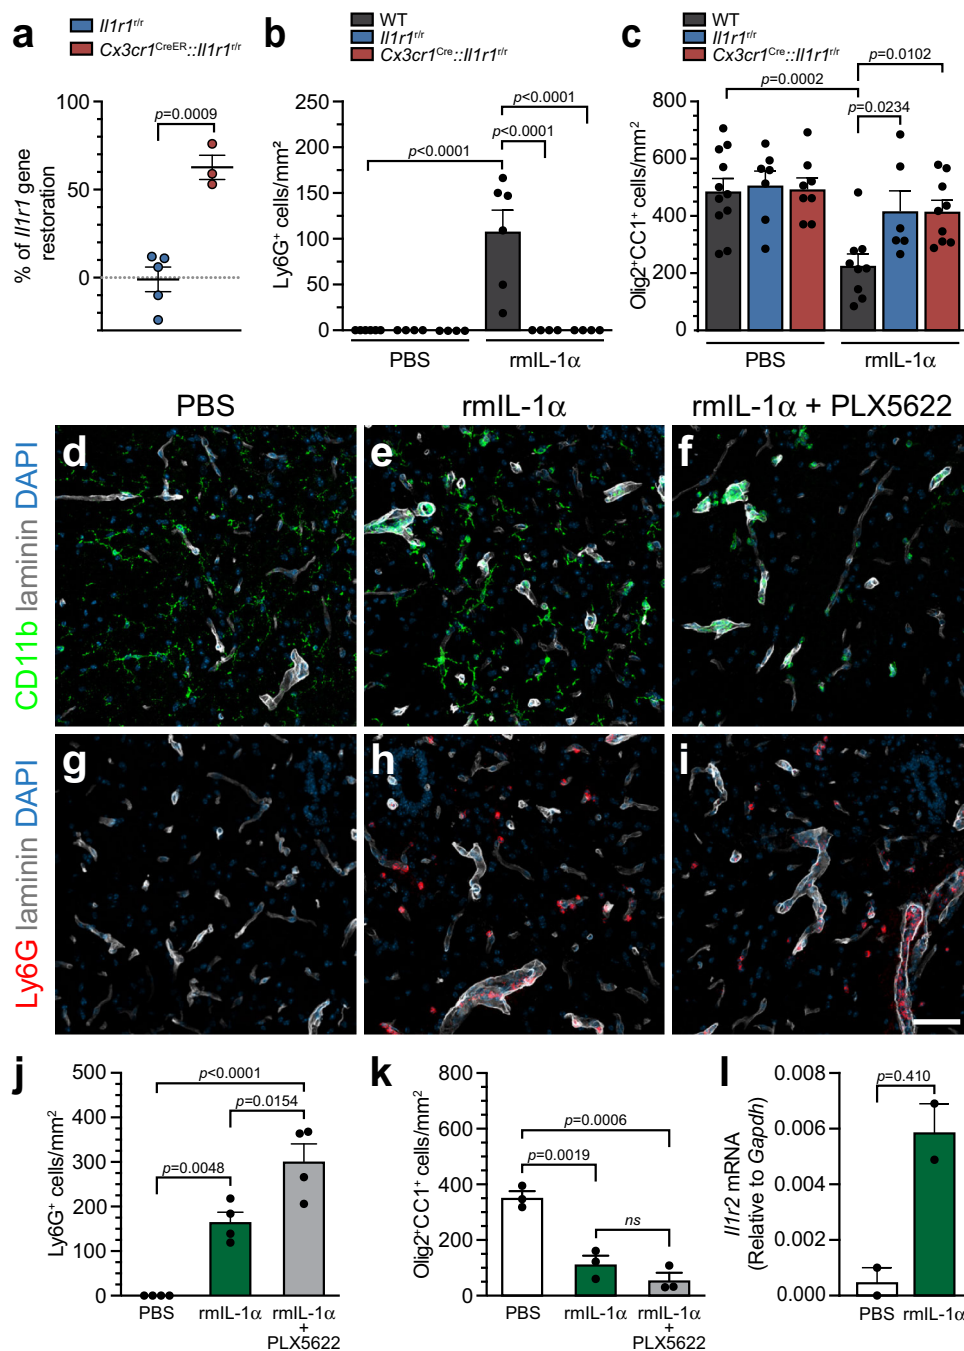 a
Il1r1r/r
Cx3cr1CreER::Il1r1r/r
% of Il1r1 gene
restoration
100
50
0
p=0.0009
b
WT
Il1r1r/r
Cx3cr1Cre::Il1r1r/r
Ly6G+ cells/mm²
250
200
150
100
50
0
p<0.0001
p<0.0001
p<0.0001
PBS
rmIL-1α
c
WT
Il1r1r/r
Cx3cr1Cre::Il1r1r/r
Olig2+CC1+ cells/mm2
800
600
400
200
0
p=0.0102
p=0.0002
p=0.0234
PBS
rmIL-1α
PBS
rmIL-1α
rmIL-1α + PLX5622
CD11b laminin DAPI
d
e
f
Ly6G laminin DAPI
g
h
i
j
Ly6G+ cells/mm2
500
400
300
200
100
0
p<0.0001
p=0.0154
p=0.0048
PBS
rmIL-1α
rmIL-1α
+
PLX5622
k
Olig2+CC1+ cells/mm2
800
600
400
200
0
p=0.0006
p=0.0019
ns
PBS
rmIL-1α
rmIL-1α
+
PLX5622
l
Il1r2 mRNA
(Relative to Gapdh)
0.008
0.006
0.004
0.002
0.000
p=0.410
PBS
rmIL-1α